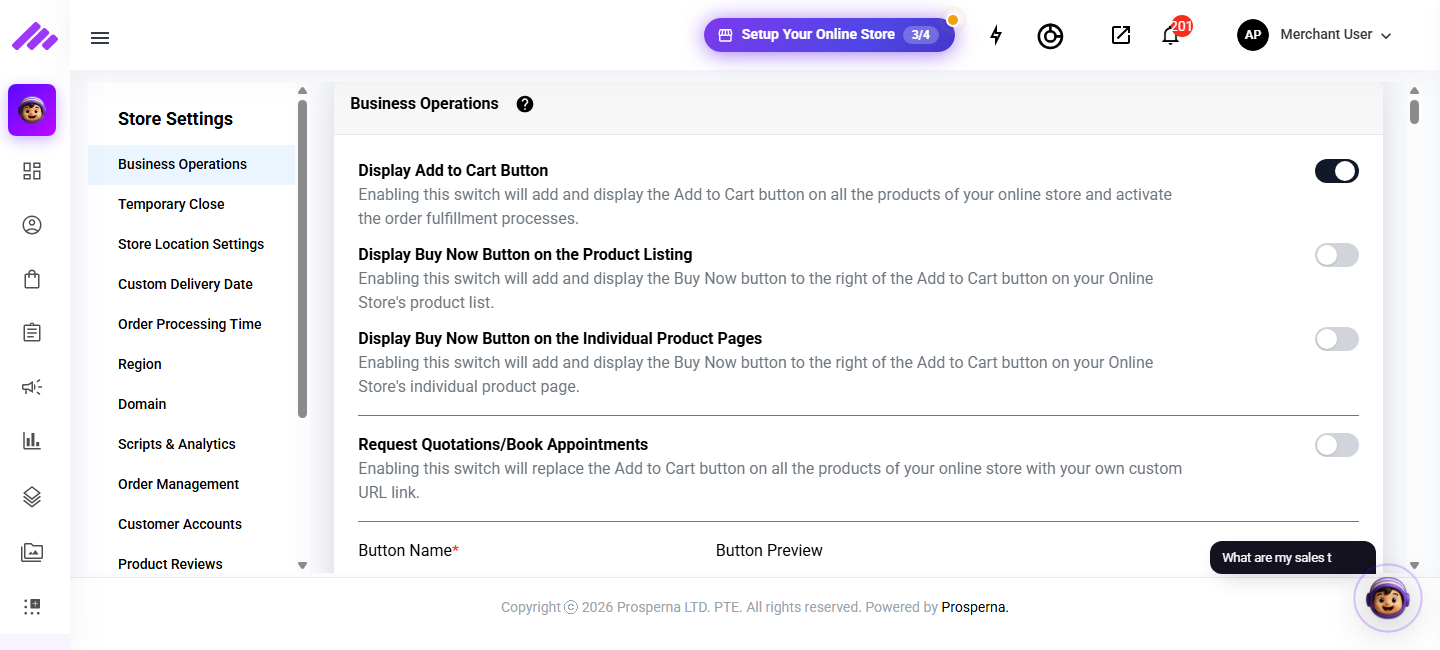 Setup Your Online Store 3/4
201
AP Merchant User
Store Settings
Business Operations
Temporary Close
Store Location Settings
Custom Delivery Date
Order Processing Time
Region
Domain
Scripts & Analytics
Order Management
Customer Accounts
Product Reviews
Business Operations ?
Display Add to Cart Button
Enabling this switch will add and display the Add to Cart button on all the products of your online store and activate
the order fulfillment processes.
Display Buy Now Button on the Product Listing
Enabling this switch will add and display the Buy Now button to the right of the Add to Cart button on your Online
Store's product list.
Display Buy Now Button on the Individual Product Pages
Enabling this switch will add and display the Buy Now button to the right of the Add to Cart button on your Online
Store's individual product page.
Request Quotations/Book Appointments
Enabling this switch will replace the Add to Cart button on all the products of your online store with your own custom
URL link.
Button Name*
Button Preview
What are my sales t
Copyright © 2026 Prosperna LTD. PTE. All rights reserved. Powered by Prosperna.